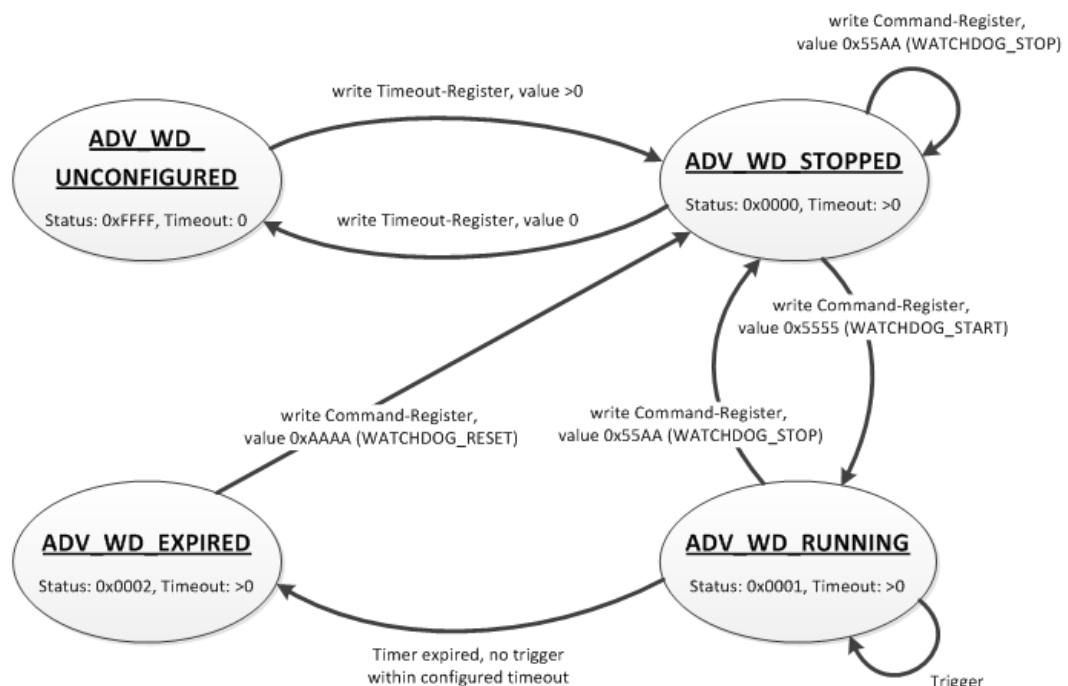 write Command-Register,
value 0x55AA (WATCHDOG_STOP)
write Timeout-Register, value >0
ADV_WD_
UNCONFIGURED
Status: 0xFFFF, Timeout: 0
ADV_WD_STOPPED
Status: 0x0000, Timeout: >0
write Timeout-Register, value 0
write Command-Register,
value 0x5555 (WATCHDOG_START)
write Command-Register,
value 0xAAAA (WATCHDOG_RESET)
write Command-Register,
value 0x55AA (WATCHDOG_STOP)
ADV_WD_EXPIRED
Status: 0x0002, Timeout: >0
ADV_WD_RUNNING
Status: 0x0001, Timeout: >0
Timer expired, no trigger
within configured timeout
Trigger